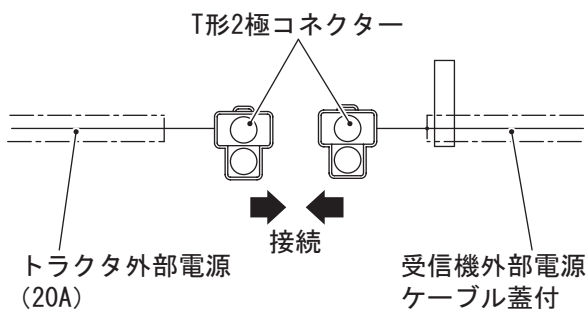 T形2極コネクター
接続
トラクタ外部電源
(20A)
受信機外部電源
ケーブル蓋付